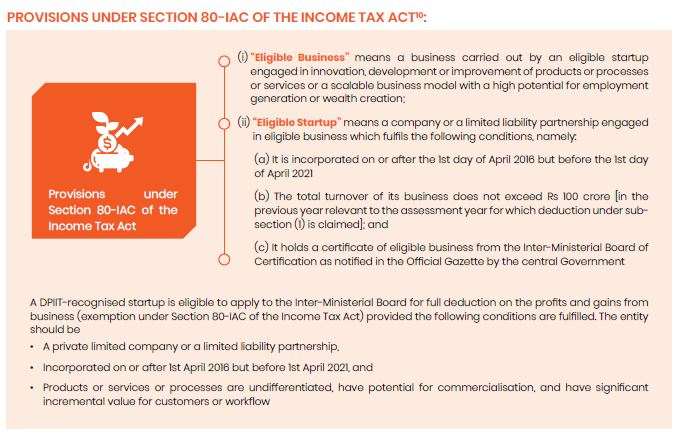 PROVISIONS UNDER SECTION 80-IAC OF THE INCOME TAX ACT¹⁰:
(i) "Eligible Business" means a business carried out by an eligible startup
engaged in innovation, development or improvement of products or processes
or services or a scalable business model with a high potential for employment
generation or wealth creation;
(ii) "Eligible Startup" means a company or a limited liability partnership engaged
in eligible business which fulfils the following conditions, namely:
(a) It is incorporated on or after the 1st day of April 2016 but before the 1st day
of April 2021
(b) The total turnover of its business does not exceed Rs 100 crore [in the
previous year relevant to the assessment year for which deduction under sub-
section (1) is claimed]; and
(c) It holds a certificate of eligible business from the Inter-Ministerial Board of
Certification as notified in the Official Gazette by the central Government
$
Provisions under
Section 80-IAC of the
Income Tax Act
A DPIIT-recognised startup is eligible to apply to the Inter-Ministerial Board for full deduction on the profits and gains from
business (exemption under Section 80-IAC of the Income Tax Act) provided the following conditions are fulfilled. The entity
should be
• A private limited company or a limited liability partnership,
• Incorporated on or after 1st April 2016 but before 1st April 2021, and
• Products or services or processes are undifferentiated, have potential for commercialisation, and have significant
incremental value for customers or workflow